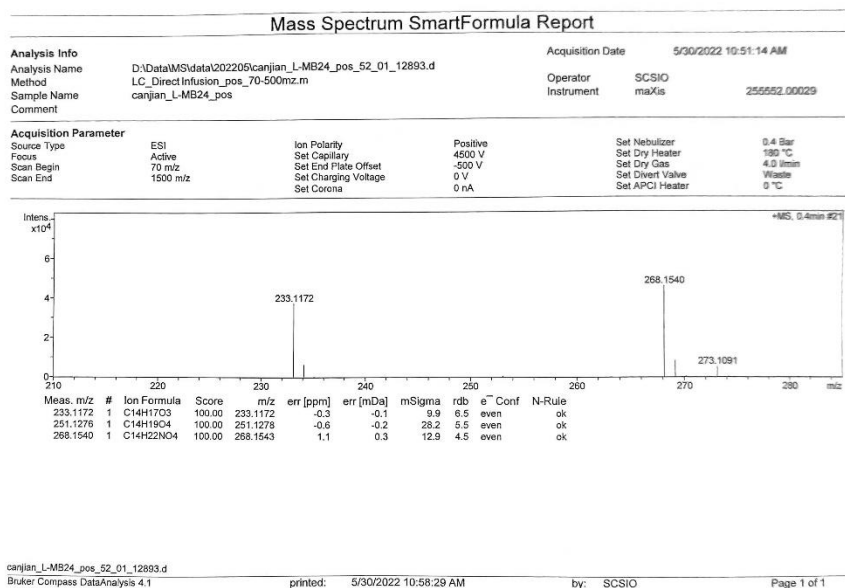 Mass Spectrum SmartFormula Report
Analysis Info Acquisition Date 5/30/2022 10:51:14 AM
Analysis Name D:\Data\MS\data\202205\canjian_L-MB24_pos_52_01_12893.d
Method LC_Direct Infusion_pos_70-500mz.m Operator SCSIO
Sample Name canjian_L-MB24_pos Instrument maXis 255552.00029
Comment
Acquisition Parameter
Source Type ESI Ion Polarity Positive Set Nebulizer 0.4 Bar
Focus Active Set Capillary 4500 V Set Dry Heater 180 °C
Scan Begin 70 m/z Set End Plate Offset -500 V Set Dry Gas 4.0 l/min
Scan End 1500 m/z Set Charging Voltage 0 V Set Divert Valve Waste
Set Corona 0 nA Set APCI Heater 0 °C
Intens. +MS, 0.4min #21
x10⁴
6
268.1540
4
233.1172
2
273.1091
0
210 220 230 240 250 260 270 280 m/z
Meas. m/z # Ion Formula Score m/z err [ppm] err [mDa] mSigma rdb e⁻ Conf N-Rule
233.1172 1 C14H17O3 100.00 233.1172 -0.3 -0.1 9.9 6.5 even ok
251.1276 1 C14H19O4 100.00 251.1278 -0.6 -0.2 28.2 5.5 even ok
268.1540 1 C14H22NO4 100.00 268.1543 1.1 0.3 12.9 4.5 even ok
canjian_L-MB24_pos_52_01_12893.d
Bruker Compass DataAnalysis 4.1 printed: 5/30/2022 10:58:29 AM by: SCSIO Page 1 of 1